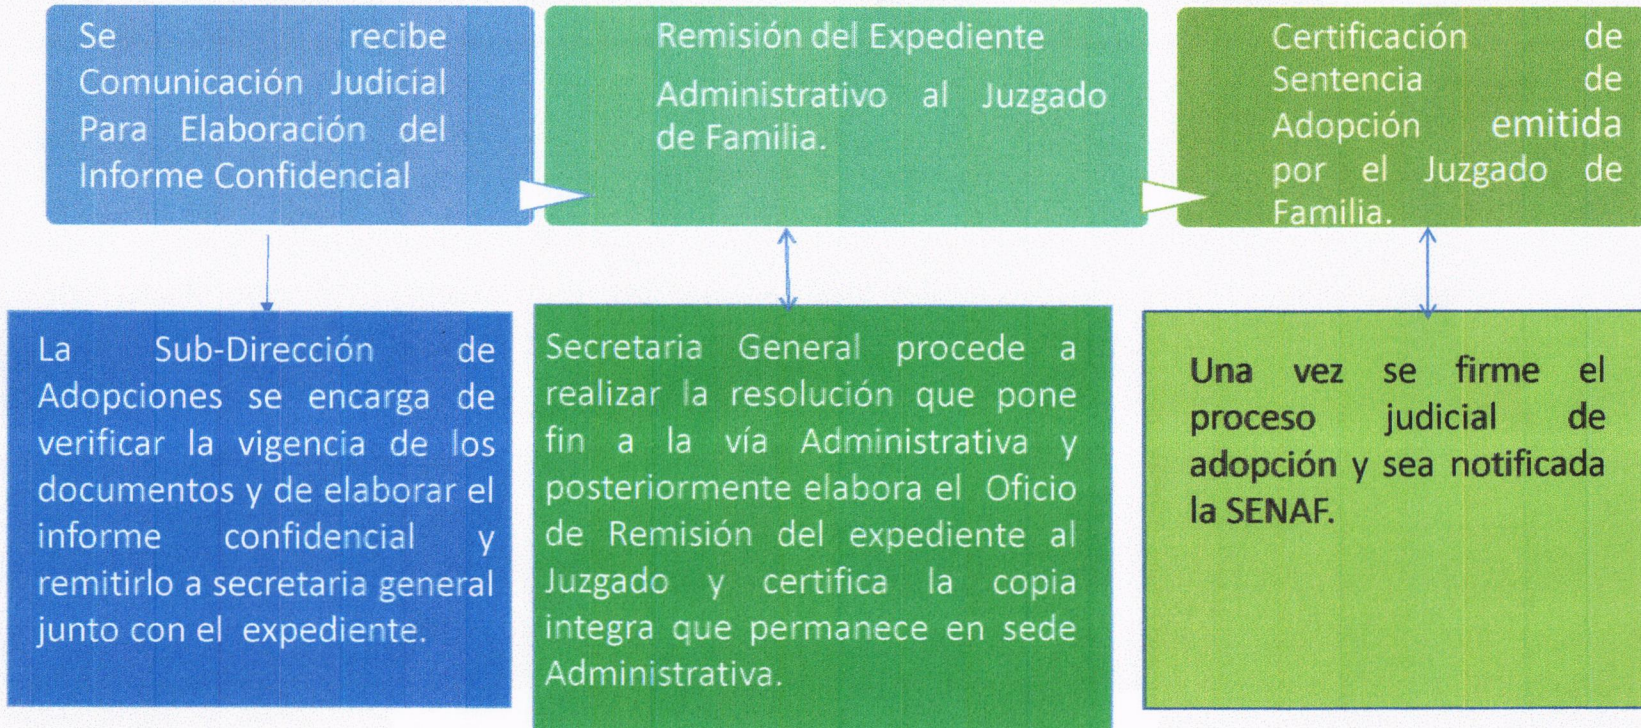 Se recibe
Comunicación Judicial
Para Elaboración del
Informe Confidencial
Remisión del Expediente
Administrativo al Juzgado
de Familia.
Certificación de
Sentencia de
Adopción emitida
por el Juzgado de
Familia.
La Sub-Dirección de
Adopciones se encarga de
verificar la vigencia de los
documentos y de elaborar el
informe confidencial y
remitirlo a secretaria general
junto con el expediente.
Secretaria General procede a
realizar la resolución que pone
fin a la vía Administrativa y
posteriormente elabora el Oficio
de Remisión del expediente al
Juzgado y certifica la copia
integra que permanece en sede
Administrativa.
Una vez se firme el
proceso judicial de
adopción y sea notificada
la SENAF.